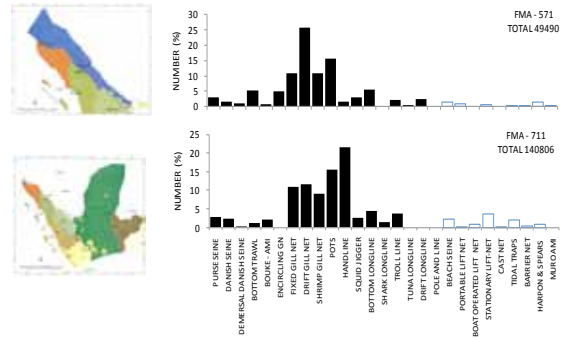 FMA - 571
TOTAL 49490
NUMBER (%)
30
25
20
15
10
5
0
FMA - 711
TOTAL 140806
NUMBER (%)
25
20
15
10
5
0
PURSE SEINE
DANISH SEINE
DEMERSAL DANISH SEINE
BOTTOM TRAWL
BOUKE - AMI
ENCIRCLING GN
FIXED GILL NET
DRIFT GILL NET
SHRIMP GILL NET
POTS
HANDLINE
SQUID JIGGER
BOTTOM LONGLINE
SHARK LONGLINE
TROLL LINE
TUNA LONGLINE
DRIFT LONGLINE
POLE AND LINE
BEACH SEINE
PORTABLE LIFT NET
BOAT OPERATED LIFT NET
STATIONARY LIFT-NET
CAST NET
TIDAL TRAPS
BARRIER NET
HARPON & SPEARS
MURO AMI